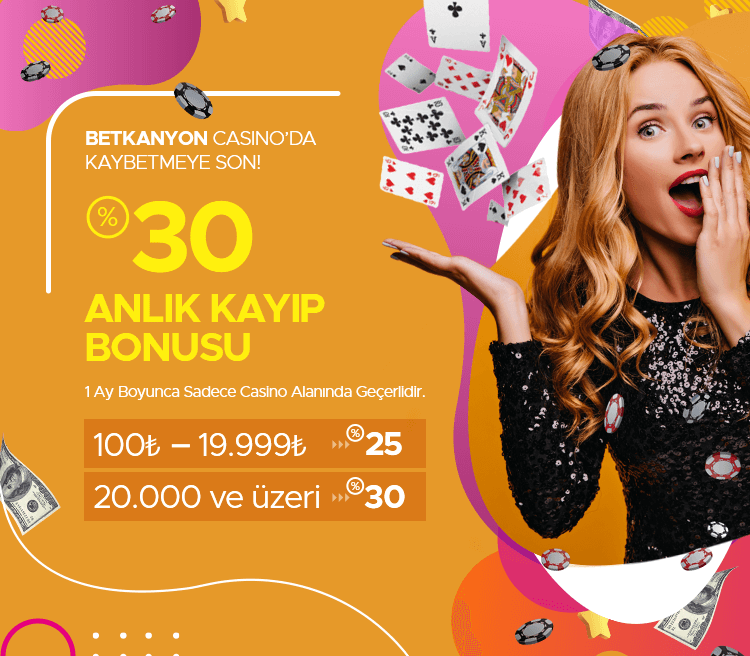 BETKANYON CASINO'DA
KAYBETMEYE SON!
%30
ANLIK KAYIP
BONUSU
1 Ay Boyunca Sadece Casino Alanında Geçerlidir.
100₺ – 19.999₺ %25
20.000 ve üzeri %30